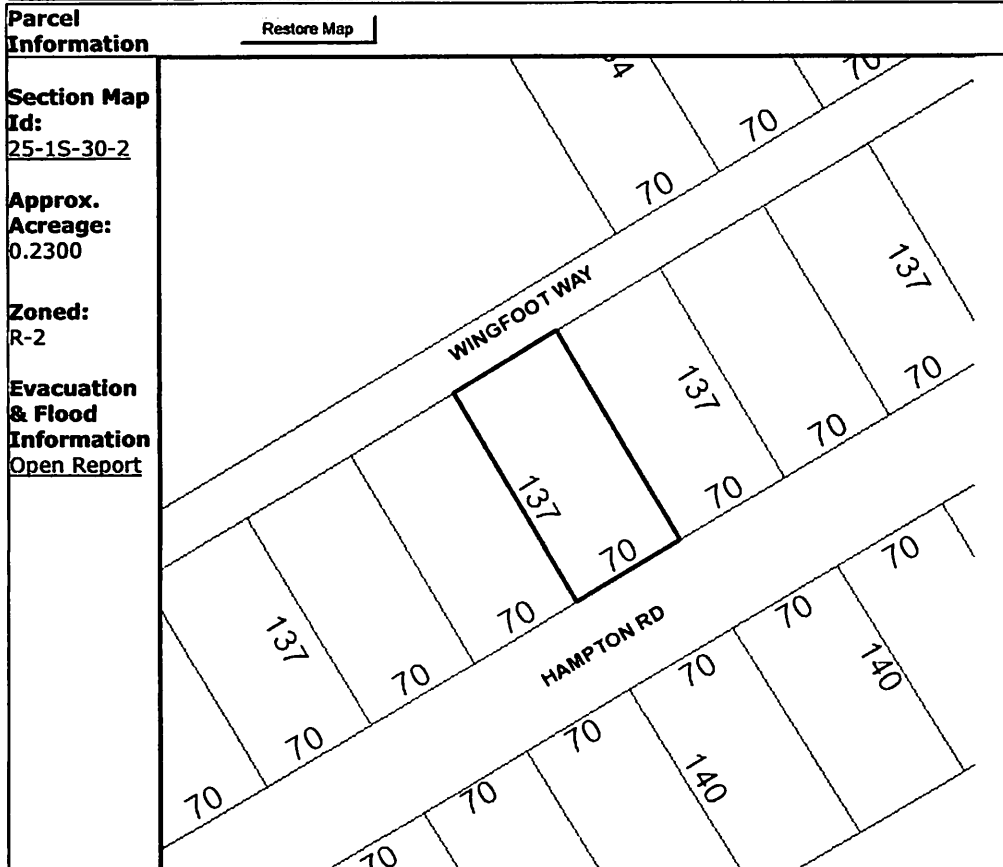 Parcel
Information
Restore Map
Section Map
Id:
25-1S-30-2
Approx.
Acreage:
0.2300
Zoned:
R-2
Evacuation
& Flood
Information
Open Report
70
70
70
WINGFOOT WAY
137
137
137
137
70
70
70
70
70
70
70
70
HAMPTON RD
70
70
70
70
70
70
140
140